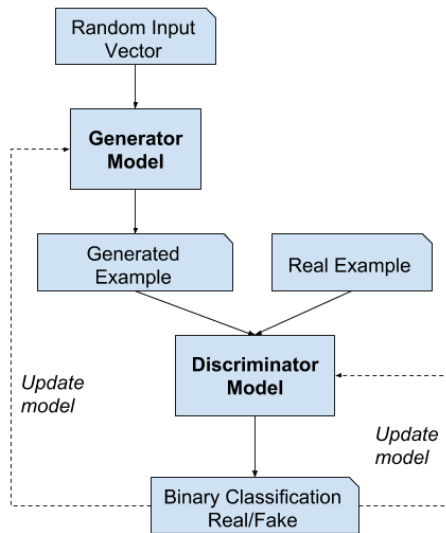 Random Input
Vector
Generator
Model
Generated
Example
Real Example
Discriminator
Model
Update
model
Update
model
Binary Classification
Real/Fake